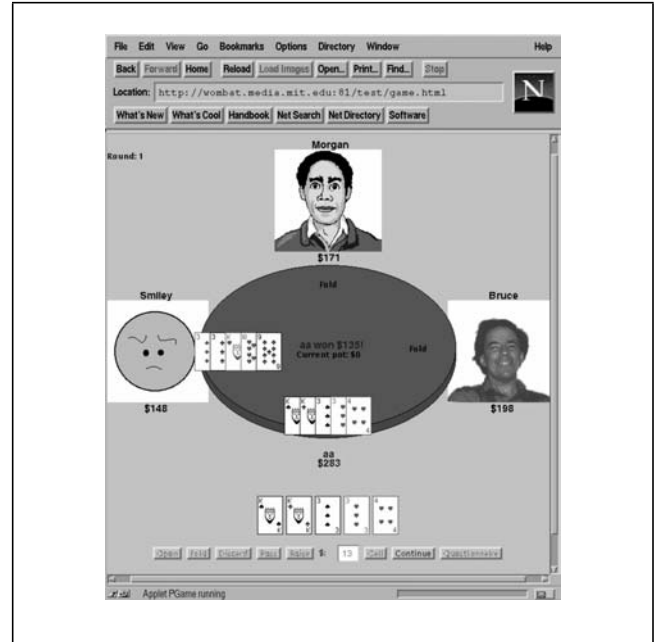 File Edit View Go Bookmarks Options Directory Window Help
Back Forward Home Reload Load Images Open... Print... Find... Stop
Location: http://wombat.media.mit.edu:81/test/game.html
N
What's New What's Cool Handbook Net Search Net Directory Software
Round: 1
Morgan
$171
Fold
Smiley
Bruce
aa won $135!
Current pot: $0
Fold
$148
$198
aa
$283
Open Fold Discard Pass Raise $: 13 Call Continue Questionnaire
Applet PGame running